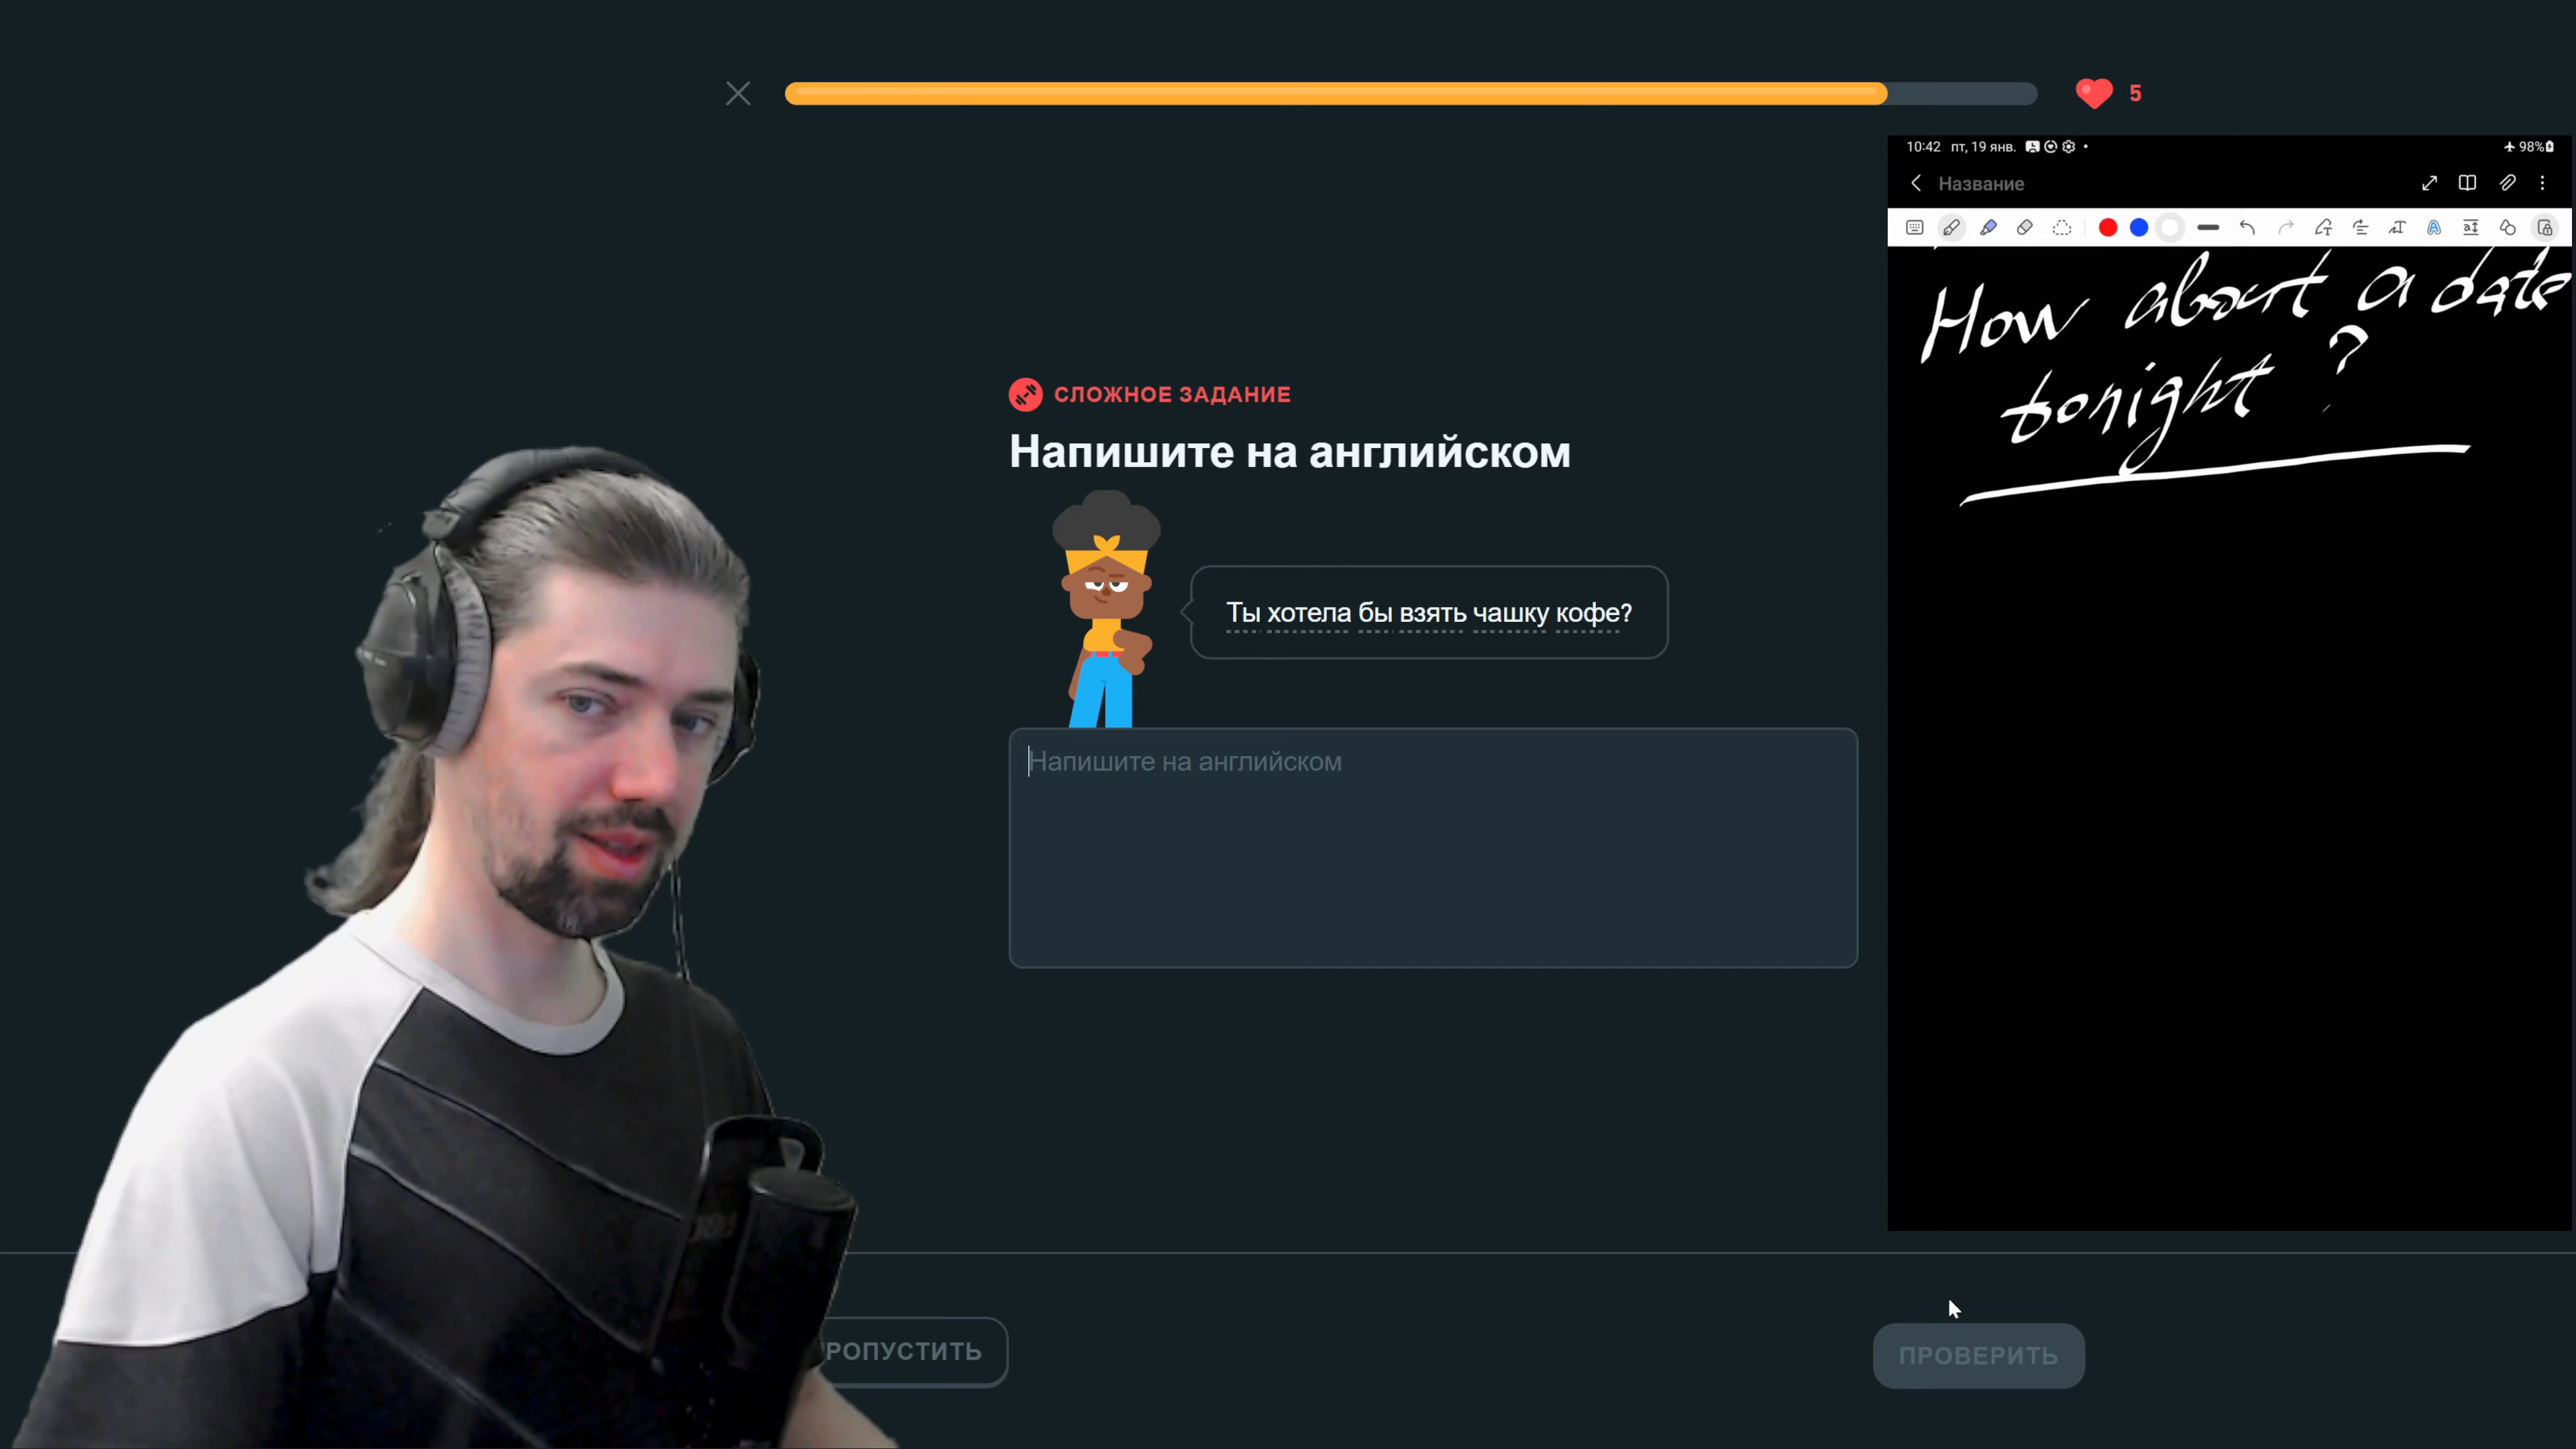 5
10:42 пт, 19 янв.
98%
Название
How about a date
tonight ?
СЛОЖНОЕ ЗАДАНИЕ
Напишите на английском
Ты хотела бы взять чашку кофе?
Напишите на английском
РОПУСТИТЬ
ПРОВЕРИТЬ